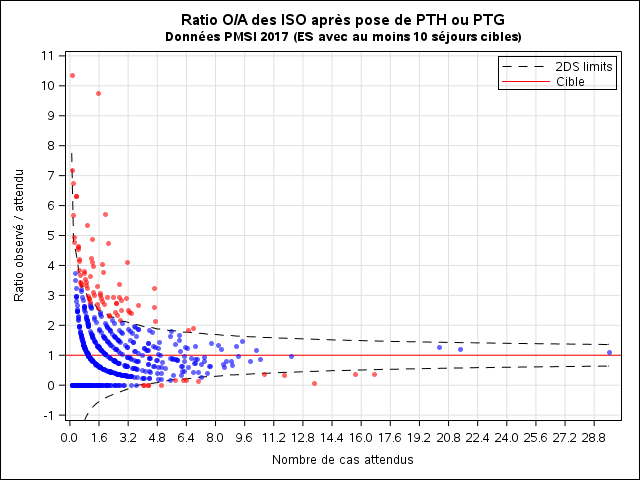 Ratio O/A des ISO après pose de PTH ou PTG
Données PMSI 2017 (ES avec au moins 10 séjours cibles)
2DS limits
Cible
Ratio observé / attendu
11
10
9
8
7
6
5
4
3
2
1
0
-1
0.0 1.6 3.2 4.8 6.4 8.0 9.6 11.2 12.8 14.4 16.0 17.6 19.2 20.8 22.4 24.0 25.6 27.2 28.8
Nombre de cas attendus